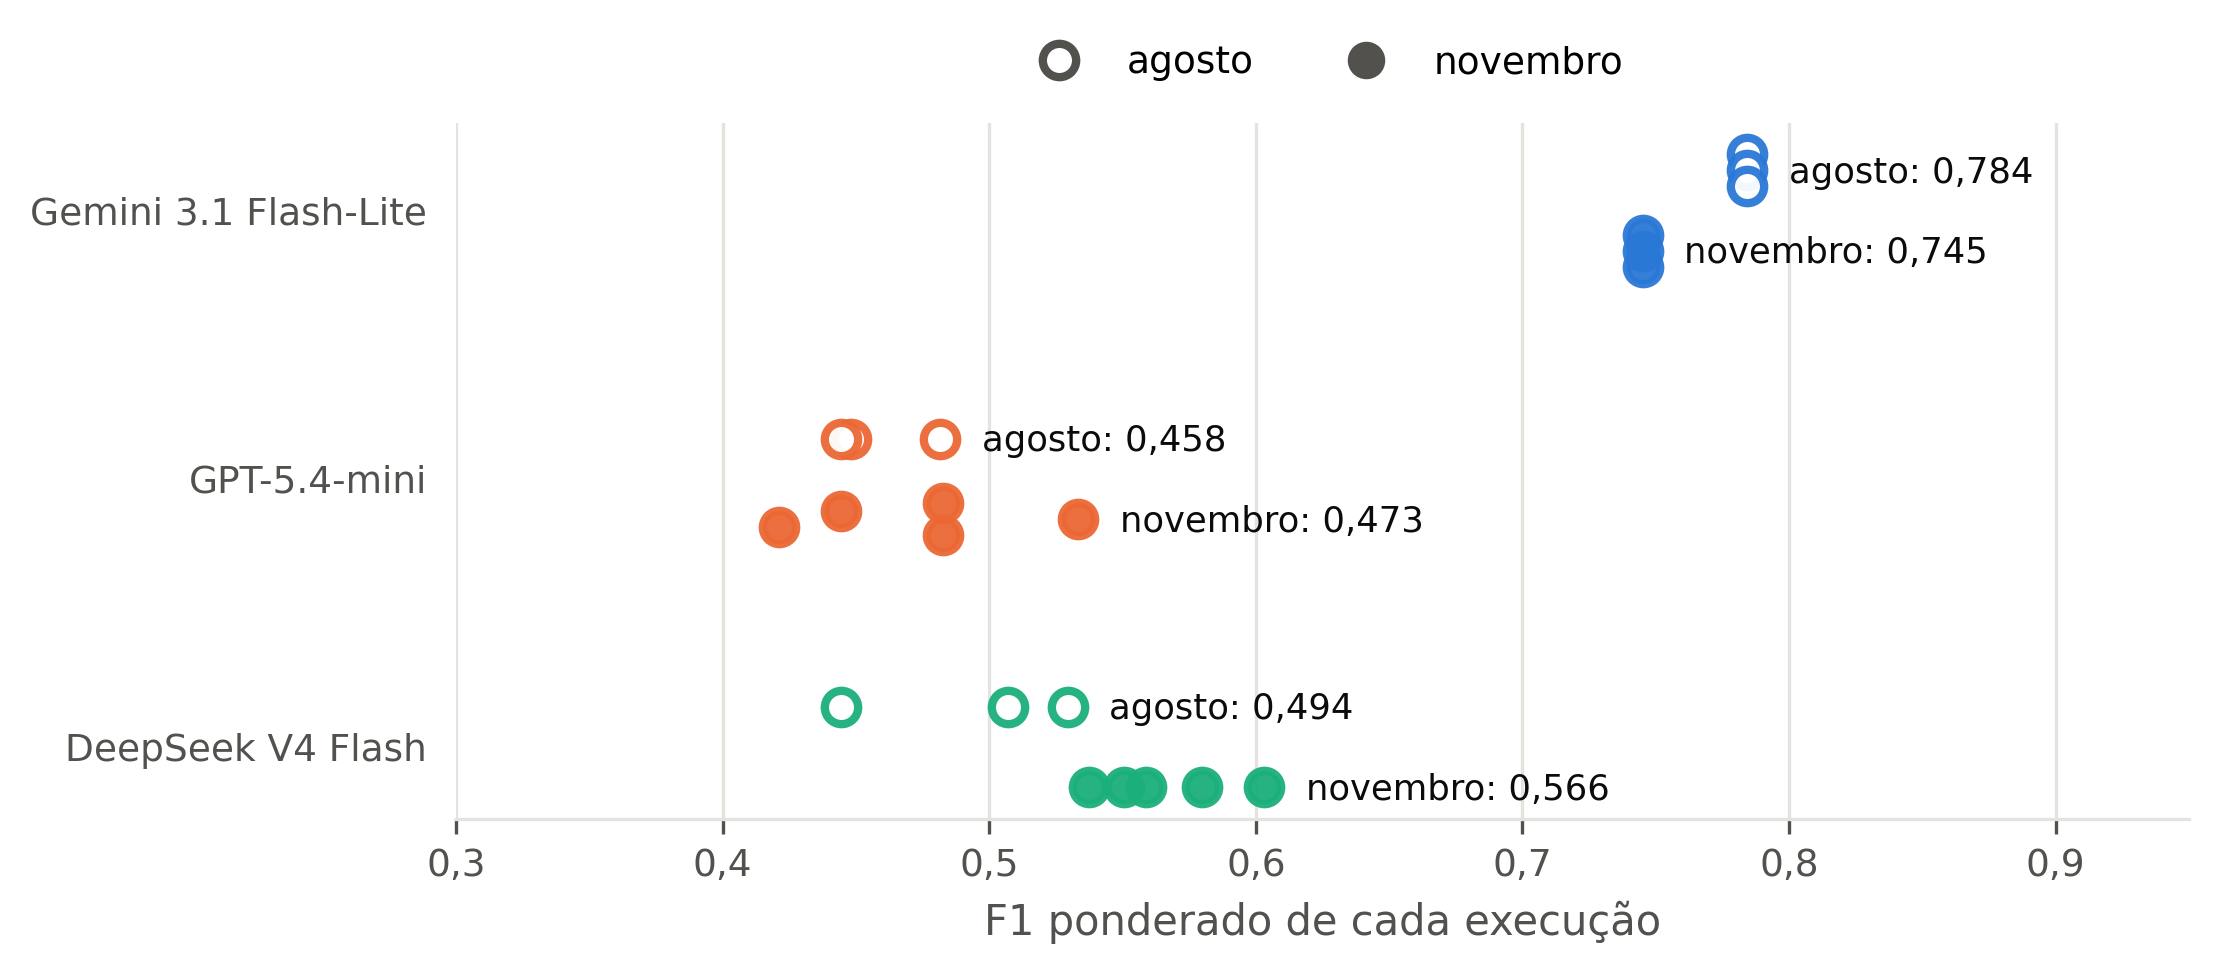 agosto novembro
Gemini 3.1 Flash-Lite
agosto: 0,784
novembro: 0,745
GPT-5.4-mini
agosto: 0,458
novembro: 0,473
DeepSeek V4 Flash
agosto: 0,494
novembro: 0,566
0,3 0,4 0,5 0,6 0,7 0,8 0,9
F1 ponderado de cada execução